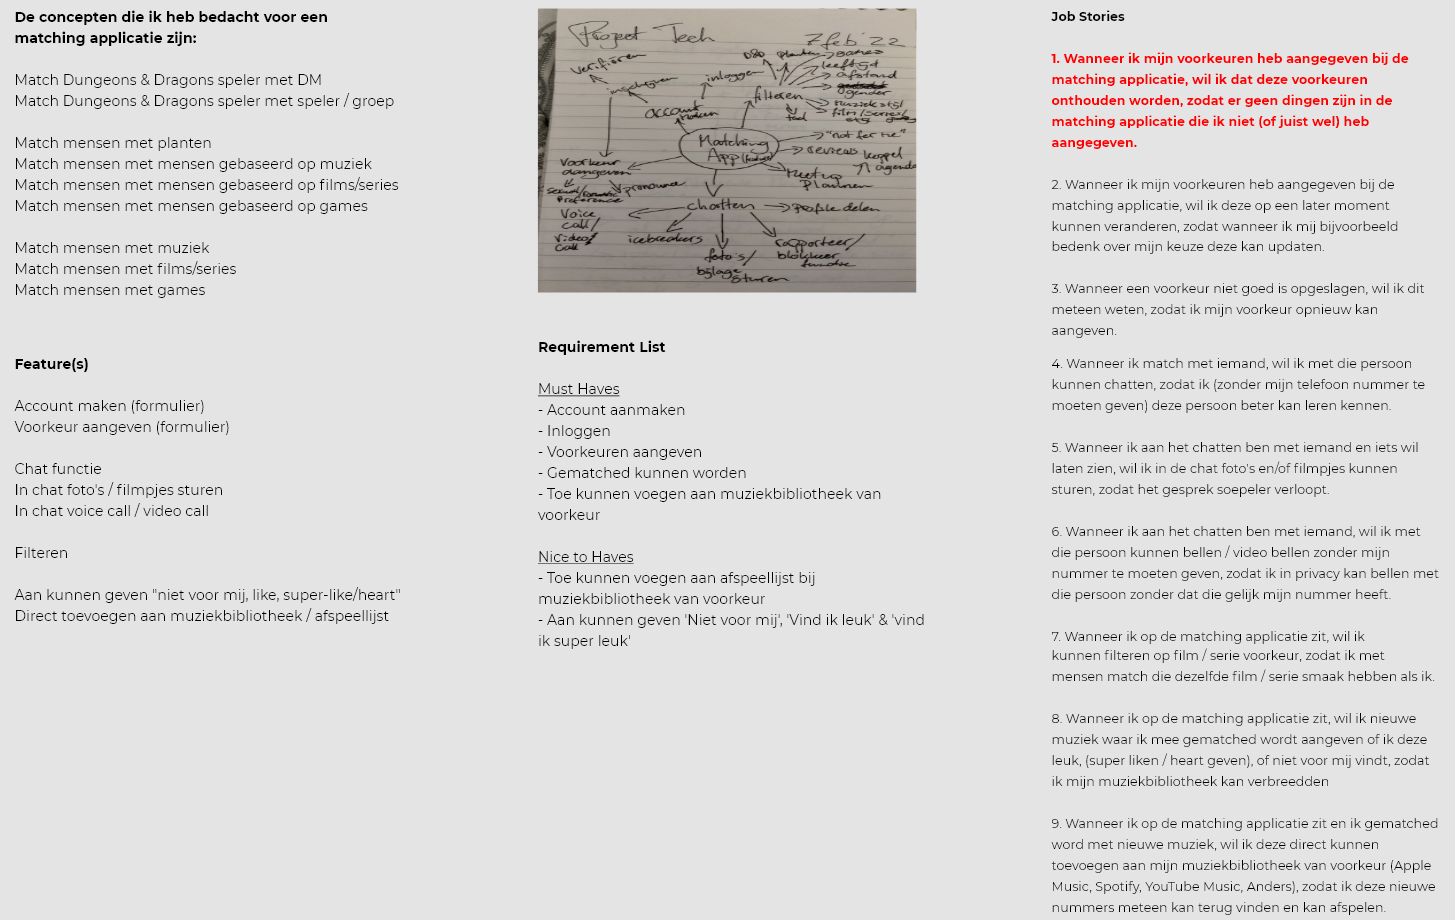 De concepten die ik heb bedacht voor een
matching applicatie zijn:
Match Dungeons & Dragons speler met DM
Match Dungeons & Dragons speler met speler / groep
Match mensen met planten
Match mensen met mensen gebaseerd op muziek
Match mensen met mensen gebaseerd op films/series
Match mensen met mensen gebaseerd op games
Match mensen met muziek
Match mensen met films/series
Match mensen met games
Feature(s)
Account maken (formulier)
Voorkeur aangeven (formulier)
Chat functie
In chat foto's / filmpjes sturen
In chat voice call / video call
Filteren
Aan kunnen geven "niet voor mij, like, super-like/heart"
Direct toevoegen aan muziekbibliotheek / afspeellijst
Project Tech
7 feb '22
verifiëren
inloggen
account
maken
D&D
planten
games
leeftijd
afstand
gender
filteren
muziek stijl
film/series/
taal
Matching
App (features)
"not for me"
reviews
koppel
agenda
Meetup
plannen
voorkeur
aangeven
pronouns
preference
chatten
profile delen
voice
call/
video
call
icebreakers
foto's/
bijlage
sturen
rapporteer/
blokkeer
functie
Requirement List
Must Haves
- Account aanmaken
- Inloggen
- Voorkeuren aangeven
- Gematched kunnen worden
- Toe kunnen voegen aan muziekbibliotheek van
voorkeur
Nice to Haves
- Toe kunnen voegen aan afspeellijst bij
muziekbibliotheek van voorkeur
- Aan kunnen geven 'Niet voor mij', 'Vind ik leuk' & 'vind
ik super leuk'
Job Stories
1. Wanneer ik mijn voorkeuren heb aangegeven bij de
matching applicatie, wil ik dat deze voorkeuren
onthouden worden, zodat er geen dingen zijn in de
matching applicatie die ik niet (of juist wel) heb
aangegeven.
2. Wanneer ik mijn voorkeuren heb aangegeven bij de
matching applicatie, wil ik deze op een later moment
kunnen veranderen, zodat wanneer ik mij bijvoorbeeld
bedenk over mijn keuze deze kan updaten.
3. Wanneer een voorkeur niet goed is opgeslagen, wil ik dit
meteen weten, zodat ik mijn voorkeur opnieuw kan
aangeven.
4. Wanneer ik match met iemand, wil ik met die persoon
kunnen chatten, zodat ik (zonder mijn telefoon nummer te
moeten geven) deze persoon beter kan leren kennen.
5. Wanneer ik aan het chatten ben met iemand en iets wil
laten zien, wil ik in de chat foto's en/of filmpjes kunnen
sturen, zodat het gesprek soepeler verloopt.
6. Wanneer ik aan het chatten ben met iemand, wil ik met
die persoon kunnen bellen / video bellen zonder mijn
nummer te moeten geven, zodat ik in privacy kan bellen met
die persoon zonder dat die gelijk mijn nummer heeft.
7. Wanneer ik op de matching applicatie zit, wil ik
kunnen filteren op film / serie voorkeur, zodat ik met
mensen match die dezelfde film / serie smaak hebben als ik.
8. Wanneer ik op de matching applicatie zit, wil ik nieuwe
muziek waar ik mee gematched wordt aangeven of ik deze
leuk, (super liken / heart geven), of niet voor mij vindt, zodat
ik mijn muziekbibliotheek kan verbreedden
9. Wanneer ik op de matching applicatie zit en ik gematched
word met nieuwe muziek, wil ik deze direct kunnen
toevoegen aan mijn muziekbibliotheek van voorkeur (Apple
Music, Spotify, YouTube Music, Anders), zodat ik deze nieuwe
nummers meteen kan terug vinden en kan afspelen.